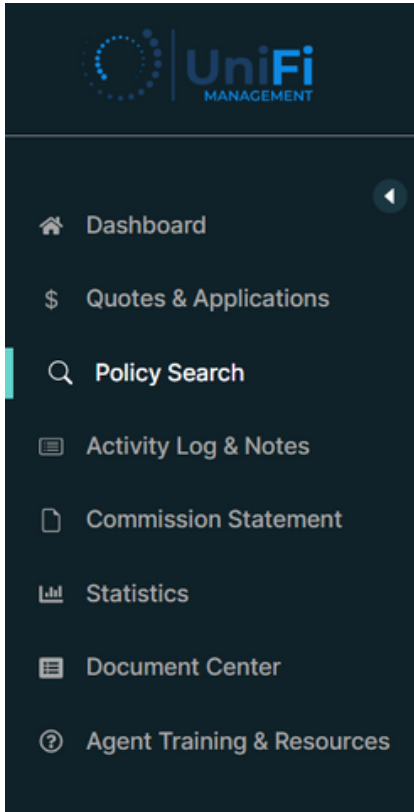 UniFi
MANAGEMENT
Dashboard
$ Quotes & Applications
Policy Search
Activity Log & Notes
Commission Statement
Statistics
Document Center
? Agent Training & Resources